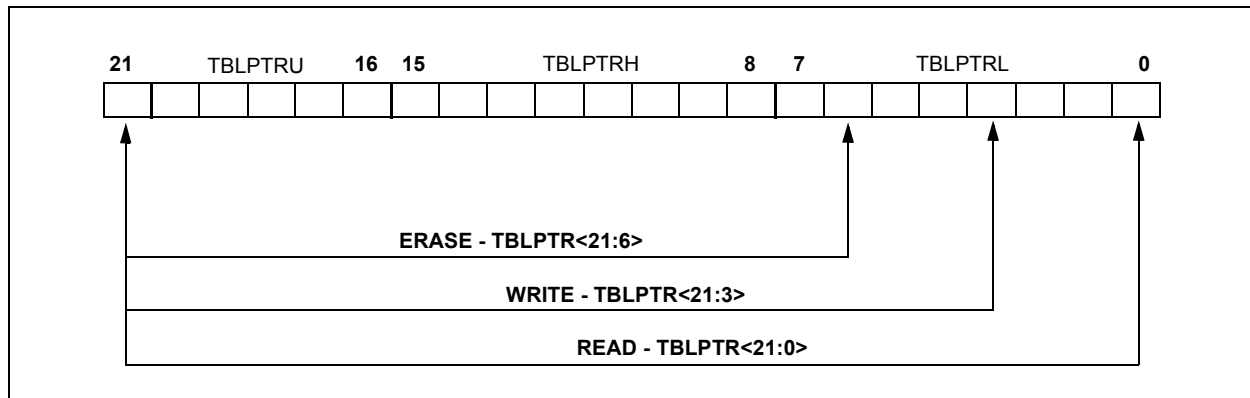 21 TBLPTRU 16 15 TBLPTRH 8 7 TBLPTRL 0
ERASE - TBLPTR<21:6>
WRITE - TBLPTR<21:3>
READ - TBLPTR<21:0>